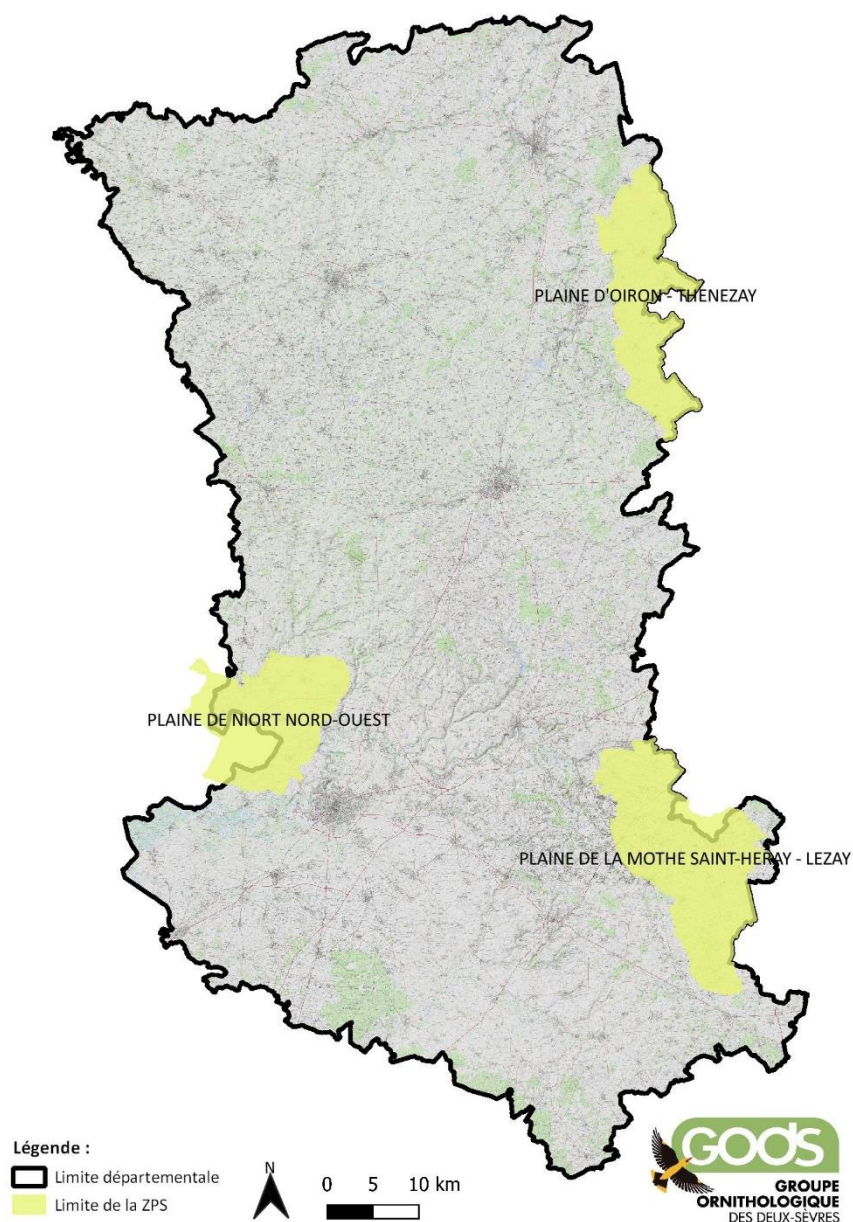 PLAINE D'OIRON - THENEZAY
PLAINE DE NIORT NORD-OUEST
PLAINE DE LA MOTHE SAINT-HERAY - LEZAY
Légende :
Limite départementale
Limite de la ZPS
N
0 5 10 km
GODS
GROUPE
ORNITHOLOGIQUE
DES DEUX-SÈVRES